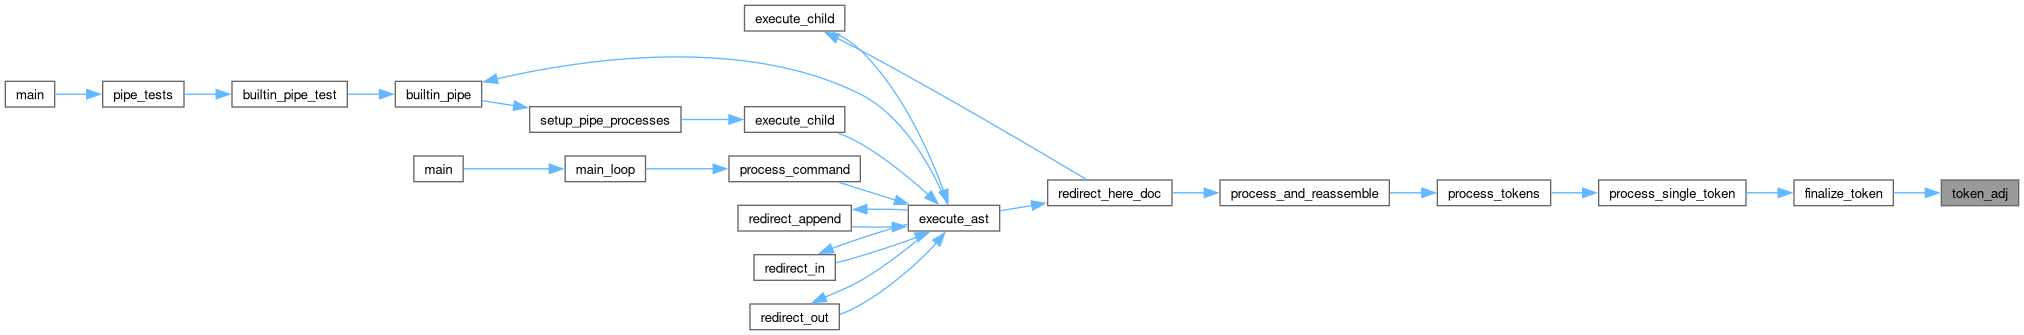 execute_child
main
pipe_tests
builtin_pipe_test
builtin_pipe
setup_pipe_processes
execute_child
main
main_loop
process_command
redirect_here_doc
process_and_reassemble
process_tokens
process_single_token
finalize_token
token_adj
redirect_append
execute_ast
redirect_in
redirect_out